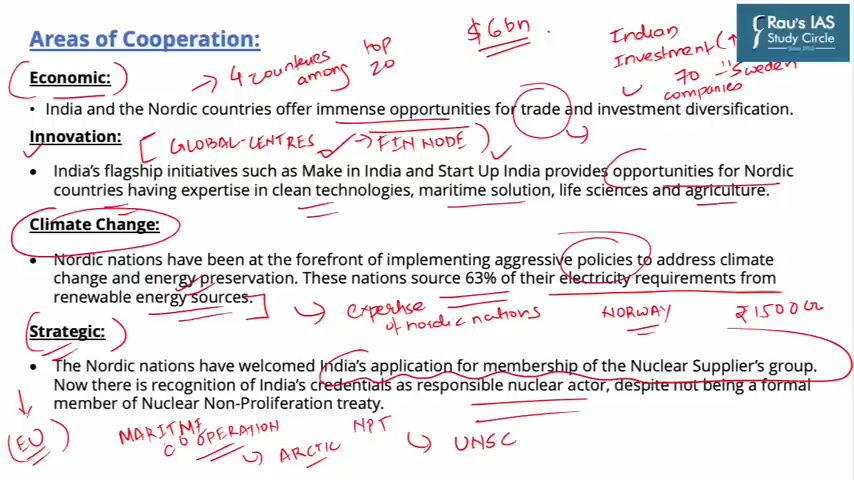 Rau's IAS
Study Circle
Since 1953
Areas of Cooperation:
$6bn
Indian
Investment (↑
70 Sweden
companies
→ 4 countries
among
top
20
Economic:
• India and the Nordic countries offer immense opportunities for trade and investment diversification.
Innovation:
GLOBAL-CENTRES → FIN NODE
• India's flagship initiatives such as Make in India and Start Up India provides opportunities for Nordic
countries having expertise in clean technologies, maritime solution, life sciences and agriculture.
Climate Change:
• Nordic nations have been at the forefront of implementing aggressive policies to address climate
change and energy preservation. These nations source 63% of their electricity requirements from
renewable energy sources.
expertise
of nordic nations
NORWAY
₹1500 cr
Strategic:
• The Nordic nations have welcomed India's application for membership of the Nuclear Supplier's group.
Now there is recognition of India's credentials as responsible nuclear actor, despite not being a formal
member of Nuclear Non-Proliferation treaty.
(EU)
MARITME
COOPERATION
ARCTIC
NPT
UNSC